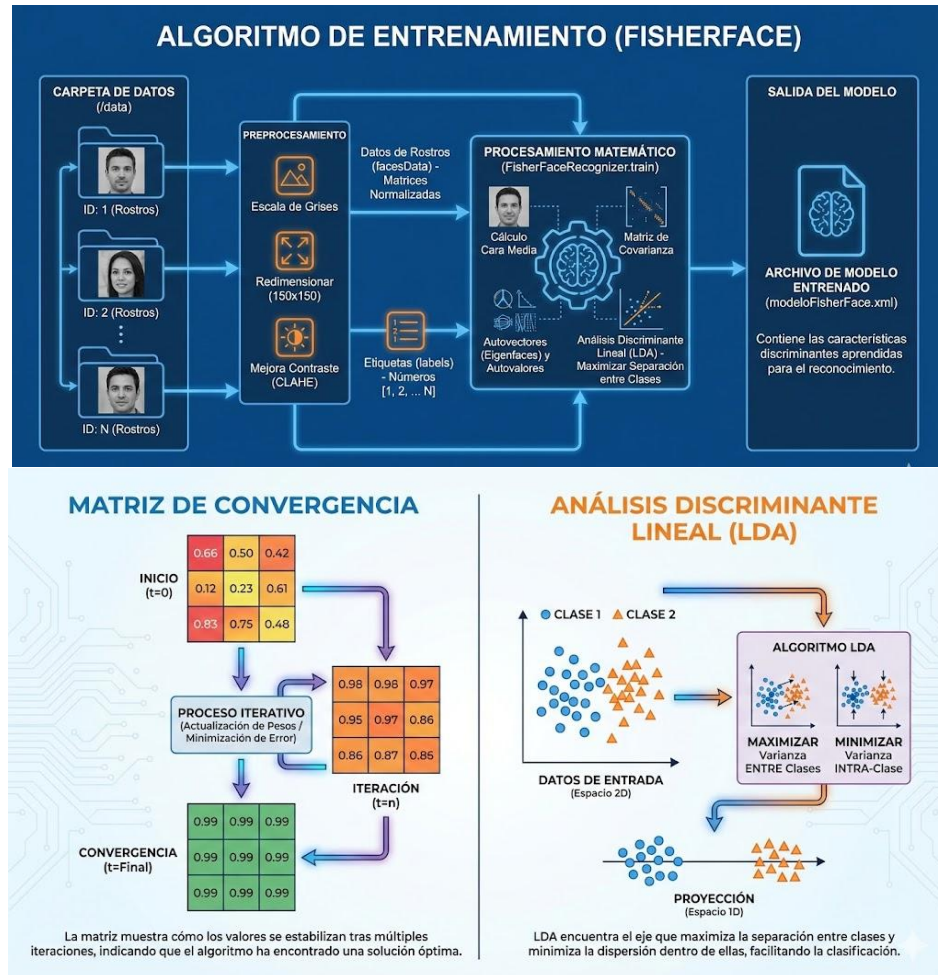 ALGORITMO DE ENTRENAMIENTO (FISHERFACE)
CARPETA DE DATOS
(/data)
ID: 1 (Rostros)
ID: 2 (Rostros)
ID: N (Rostros)
PREPROCESAMIENTO
Escala de Grises
Redimensionar
(150x150)
Mejora Contraste
(CLAHE)
Datos de Rostros
(facesData) -
Matrices
Normalizadas
1
2
Etiquetas (labels)
- Números
[1, 2, ... N]
PROCESAMIENTO MATEMÁTICO
(FisherFaceRecognizer.train)
Cálculo
Cara Media
Matriz de
Covarianza
Autovectores
(Eigenfaces) y
Autovalores
Análisis Discriminante
Lineal (LDA) -
Maximizar Separación
entre Clases
SALIDA DEL MODELO
ARCHIVO DE MODELO
ENTRENADO
(modeloFisherFace.xml)
Contiene las características
discriminantes aprendidas
para el reconocimiento.
MATRIZ DE CONVERGENCIA
INICIO
(t=0)
0.66 0.50 0.42
0.12 0.23 0.61
0.83 0.75 0.48
PROCESO ITERATIVO
(Actualización de Pesos /
Minimización de Error)
0.98 0.98 0.97
0.95 0.97 0.86
0.86 0.87 0.85
ITERACIÓN
(t=n)
CONVERGENCIA
(t=Final)
0.99 0.99 0.99
0.99 0.99 0.99
0.99 0.99 0.99
La matriz muestra cómo los valores se estabilizan tras múltiples
iteraciones, indicando que el algoritmo ha encontrado una solución óptima.
ANÁLISIS DISCRIMINANTE
LINEAL (LDA)
CLASE 1 CLASE 2
DATOS DE ENTRADA
(Espacio 2D)
ALGORITMO LDA
MAXIMIZAR
Varianza
ENTRE Clases
MINIMIZAR
Varianza
INTRA-Clase
PROYECCIÓN
(Espacio 1D)
LDA encuentra el eje que maximiza la separación entre clases y
minimiza la dispersión dentro de ellas, facilitando la clasificación.